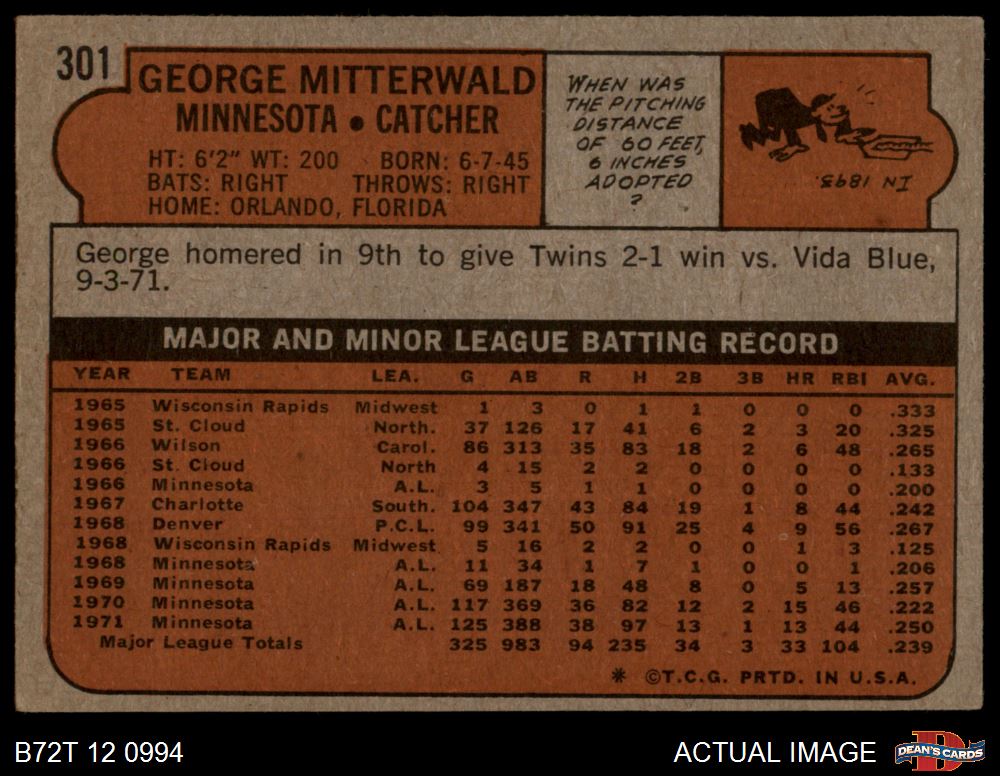 301
GEORGE MITTERWALD
MINNESOTA • CATCHER
HT: 6'2" WT: 200 BORN: 6-7-45
BATS: RIGHT THROWS: RIGHT
HOME: ORLANDO, FLORIDA
WHEN WAS
THE PITCHING
DISTANCE
OF 60 FEET,
6 INCHES
ADOPTED
?
IN 1893.
George homered in 9th to give Twins 2-1 win vs. Vida Blue,
9-3-71.
MAJOR AND MINOR LEAGUE BATTING RECORD
YEAR TEAM LEA. G AB R H 2B 3B HR RBI AVG.
1965 Wisconsin Rapids Midwest 1 3 0 1 1 0 0 0 .333
1965 St. Cloud North. 37 126 17 41 6 2 3 20 .325
1966 Wilson Carol. 86 313 35 83 18 2 6 48 .265
1966 St. Cloud North 4 15 2 2 0 0 0 0 .133
1966 Minnesota A.L. 3 5 1 1 0 0 0 0 .200
1967 Charlotte South. 104 347 43 84 19 1 8 44 .242
1968 Denver P.C.L. 99 341 50 91 25 4 9 56 .267
1968 Wisconsin Rapids Midwest 5 16 2 2 0 0 1 3 .125
1968 Minnesota A.L. 11 34 1 7 1 0 0 1 .206
1969 Minnesota A.L. 69 187 18 48 8 0 5 13 .257
1970 Minnesota A.L. 117 369 36 82 12 2 15 46 .222
1971 Minnesota A.L. 125 388 38 97 13 1 13 44 .250
Major League Totals 325 983 94 235 34 3 33 104 .239
* ©T.C.G. PRTD. IN U.S.A.
B72T 12 0994
ACTUAL IMAGE
D
DEAN'S CARDS